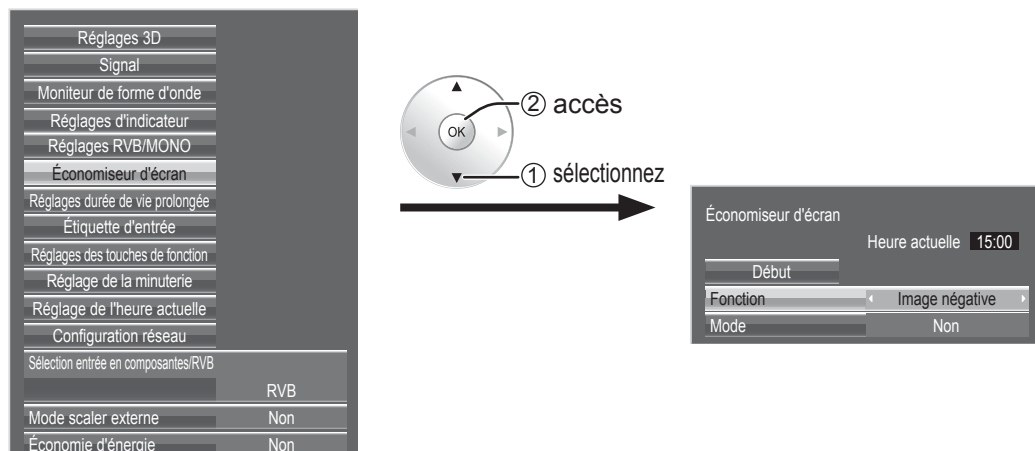 Réglages 3D
Signal
Moniteur de forme d'onde
Réglages d'indicateur
Réglages RVB/MONO
Économiseur d'écran
Réglages durée de vie prolongée
Étiquette d'entrée
Réglages des touches de fonction
Réglage de la minuterie
Réglage de l'heure actuelle
Configuration réseau
Sélection entrée en composantes/RVB
RVB
Mode scaler externe Non
Économie d'énergie Non
OK
② accès
① sélectionnez
Économiseur d'écran
Heure actuelle 15:00
Début
Fonction Image négative
Mode Non